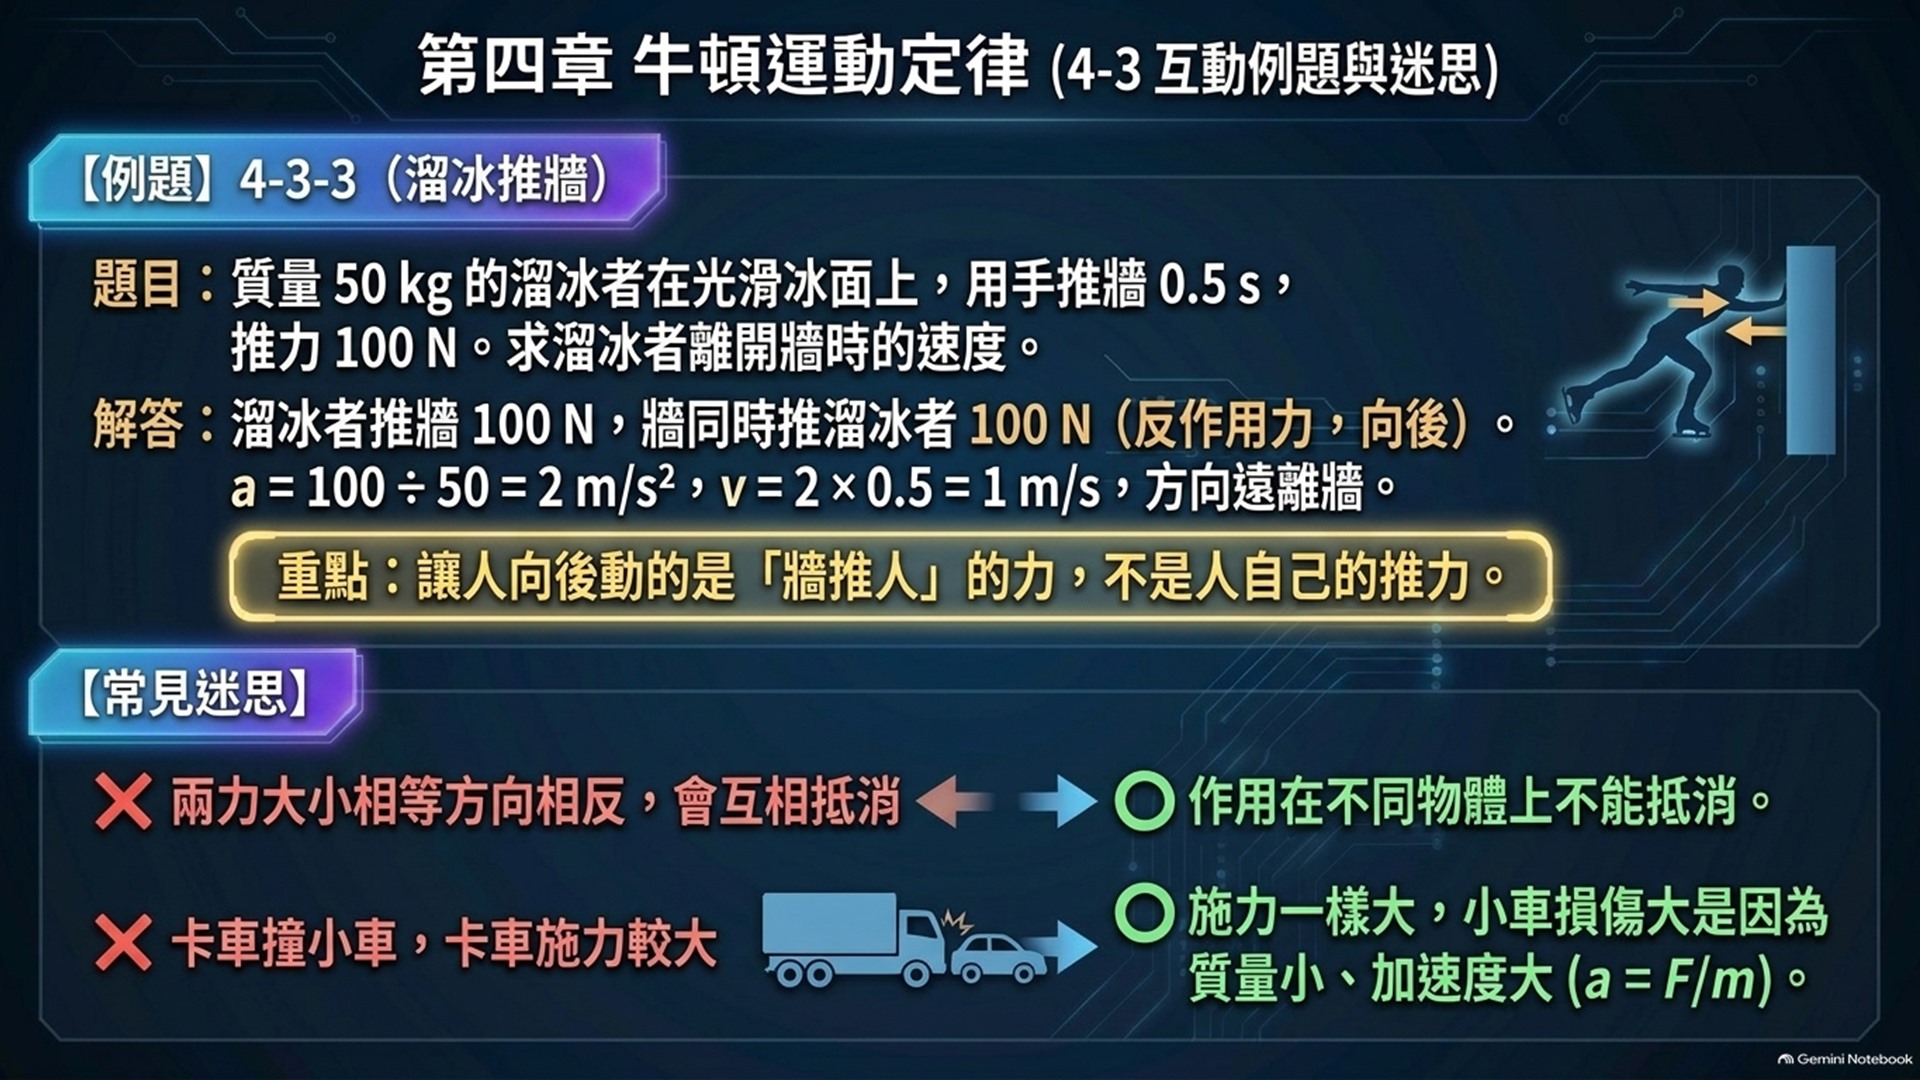 第四章 牛頓運動定律 (4-3 互動例題與迷思)
【例題】4-3-3（溜冰推牆）
題目：質量 50 kg 的溜冰者在光滑冰面上，用手推牆 0.5 s，
推力 100 N。求溜冰者離開牆時的速度。
解答：溜冰者推牆 100 N，牆同時推溜冰者 100 N（反作用力，向後）。
a = 100 ÷ 50 = 2 m/s²，v = 2 × 0.5 = 1 m/s，方向遠離牆。
重點：讓人向後動的是「牆推人」的力，不是人自己的推力。
【常見迷思】
兩力大小相等方向相反，會互相抵消
作用在不同物體上不能抵消。
卡車撞小車，卡車施力較大
施力一樣大，小車損傷大是因為
質量小、加速度大 (a = F/m)。
Gemini Notebook